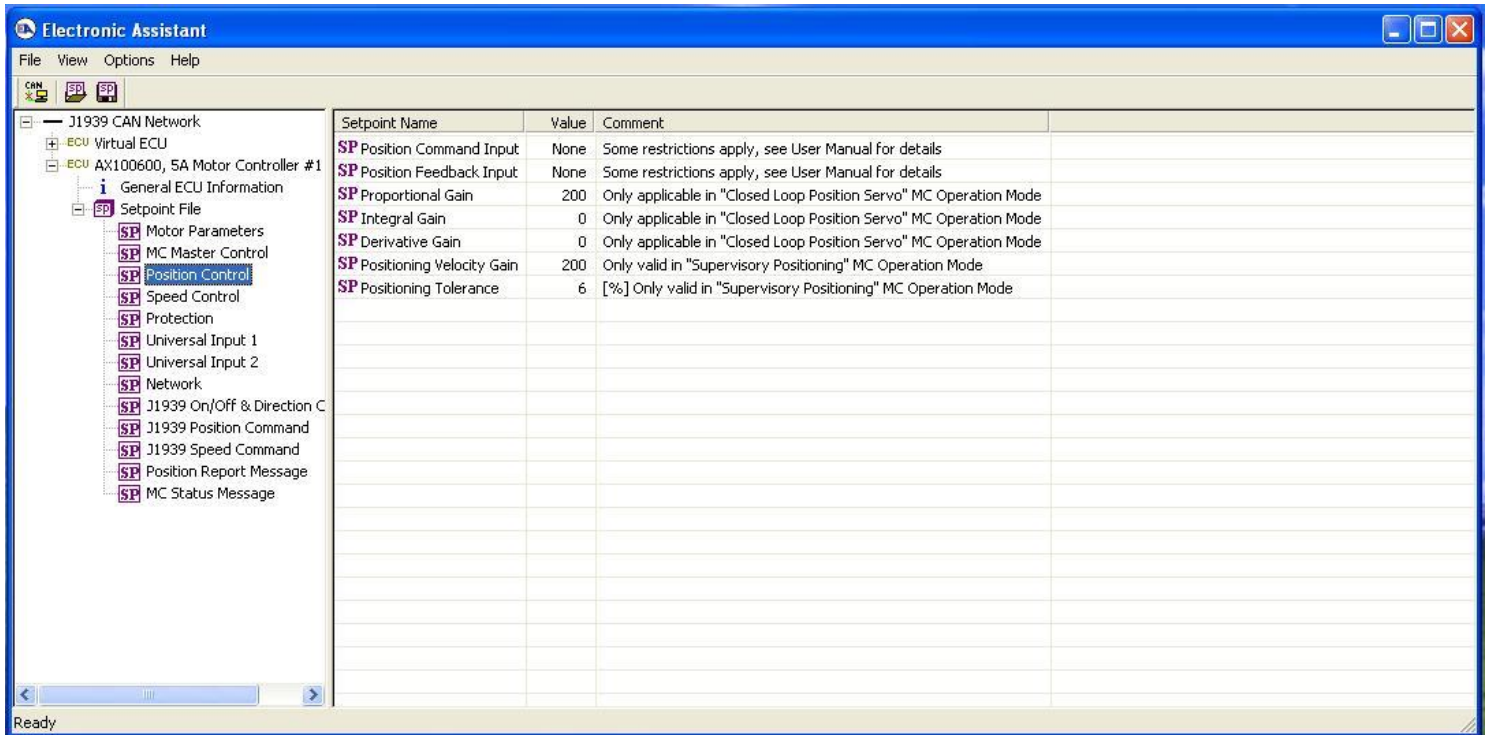 Electronic Assistant
File View Options Help
CAN SP SP
J1939 CAN Network
ECU Virtual ECU
ECU AX100600, 5A Motor Controller #1
i General ECU Information
SP Setpoint File
SP Motor Parameters
SP MC Master Control
SP Position Control
SP Speed Control
SP Protection
SP Universal Input 1
SP Universal Input 2
SP Network
SP J1939 On/Off & Direction C
SP J1939 Position Command
SP J1939 Speed Command
SP Position Report Message
SP MC Status Message
Setpoint Name Value Comment
SP Position Command Input None Some restrictions apply, see User Manual for details
SP Position Feedback Input None Some restrictions apply, see User Manual for details
SP Proportional Gain 200 Only applicable in "Closed Loop Position Servo" MC Operation Mode
SP Integral Gain 0 Only applicable in "Closed Loop Position Servo" MC Operation Mode
SP Derivative Gain 0 Only applicable in "Closed Loop Position Servo" MC Operation Mode
SP Positioning Velocity Gain 200 Only valid in "Supervisory Positioning" MC Operation Mode
SP Positioning Tolerance 6 [%] Only valid in "Supervisory Positioning" MC Operation Mode
Ready